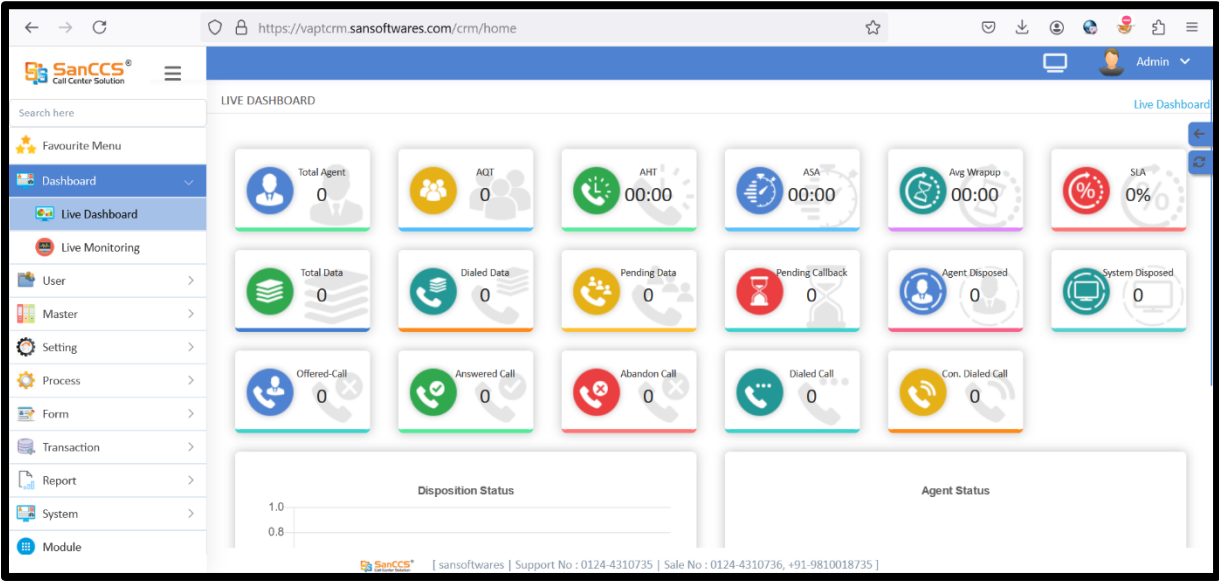 https://vaptcrm.sansoftwares.com/crm/home
SanCCS®
Call Center Solution
Admin
Search here
LIVE DASHBOARD
Live Dashboard
Favourite Menu
Dashboard
Live Dashboard
Live Monitoring
User
Master
Setting
Process
Form
Transaction
Report
System
Module
Total Agent
0
AQT
0
AHT
00:00
ASA
00:00
Avg Wrapup
00:00
%
SLA
0%
Total Data
0
Dialed Data
0
Pending Data
0
Pending Callback
0
Agent Disposed
0
System Disposed
0
Offered-Call
0
Answered Call
0
Abandon Call
0
Dialed Call
0
Con. Dialed Call
0
Disposition Status
1.0
0.8
Agent Status
SanCCS® [ sansoftwares | Support No : 0124-4310735 | Sale No : 0124-4310736, +91-9810018735 ]
Call Center Solution